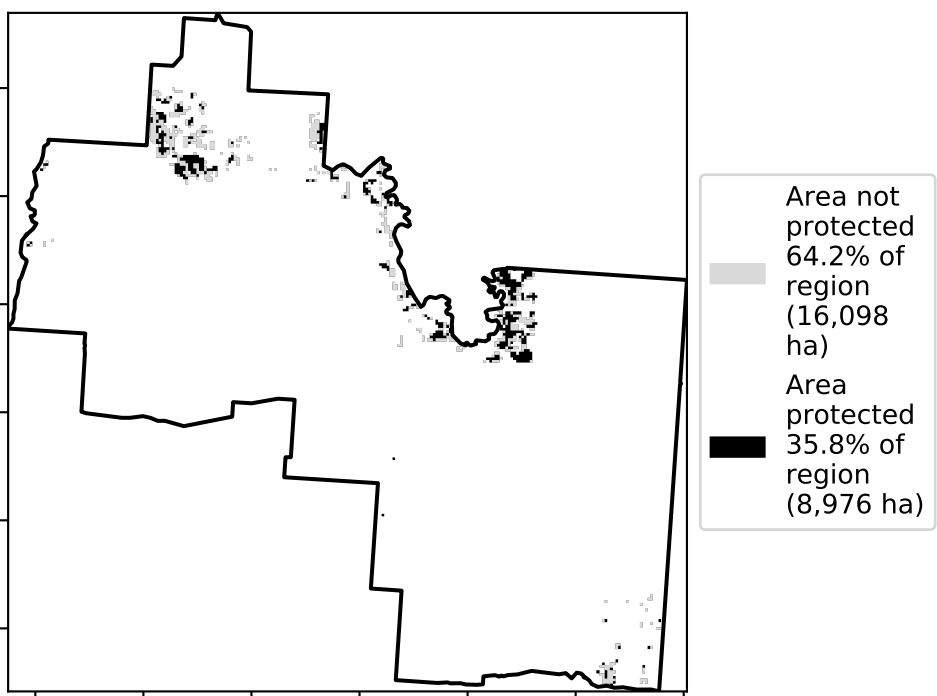 Area not
protected
64.2% of
region
(16,098
ha)
Area
protected
35.8% of
region
(8,976 ha)